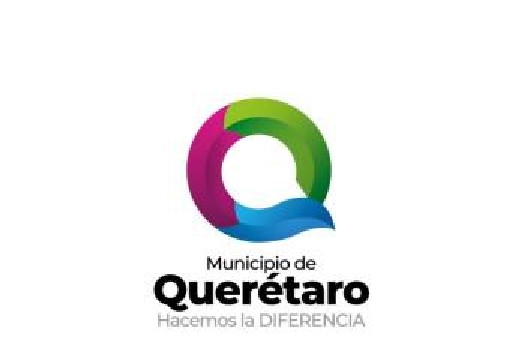 Municipio de
Querétaro
Hacemos la DIFERENCIA